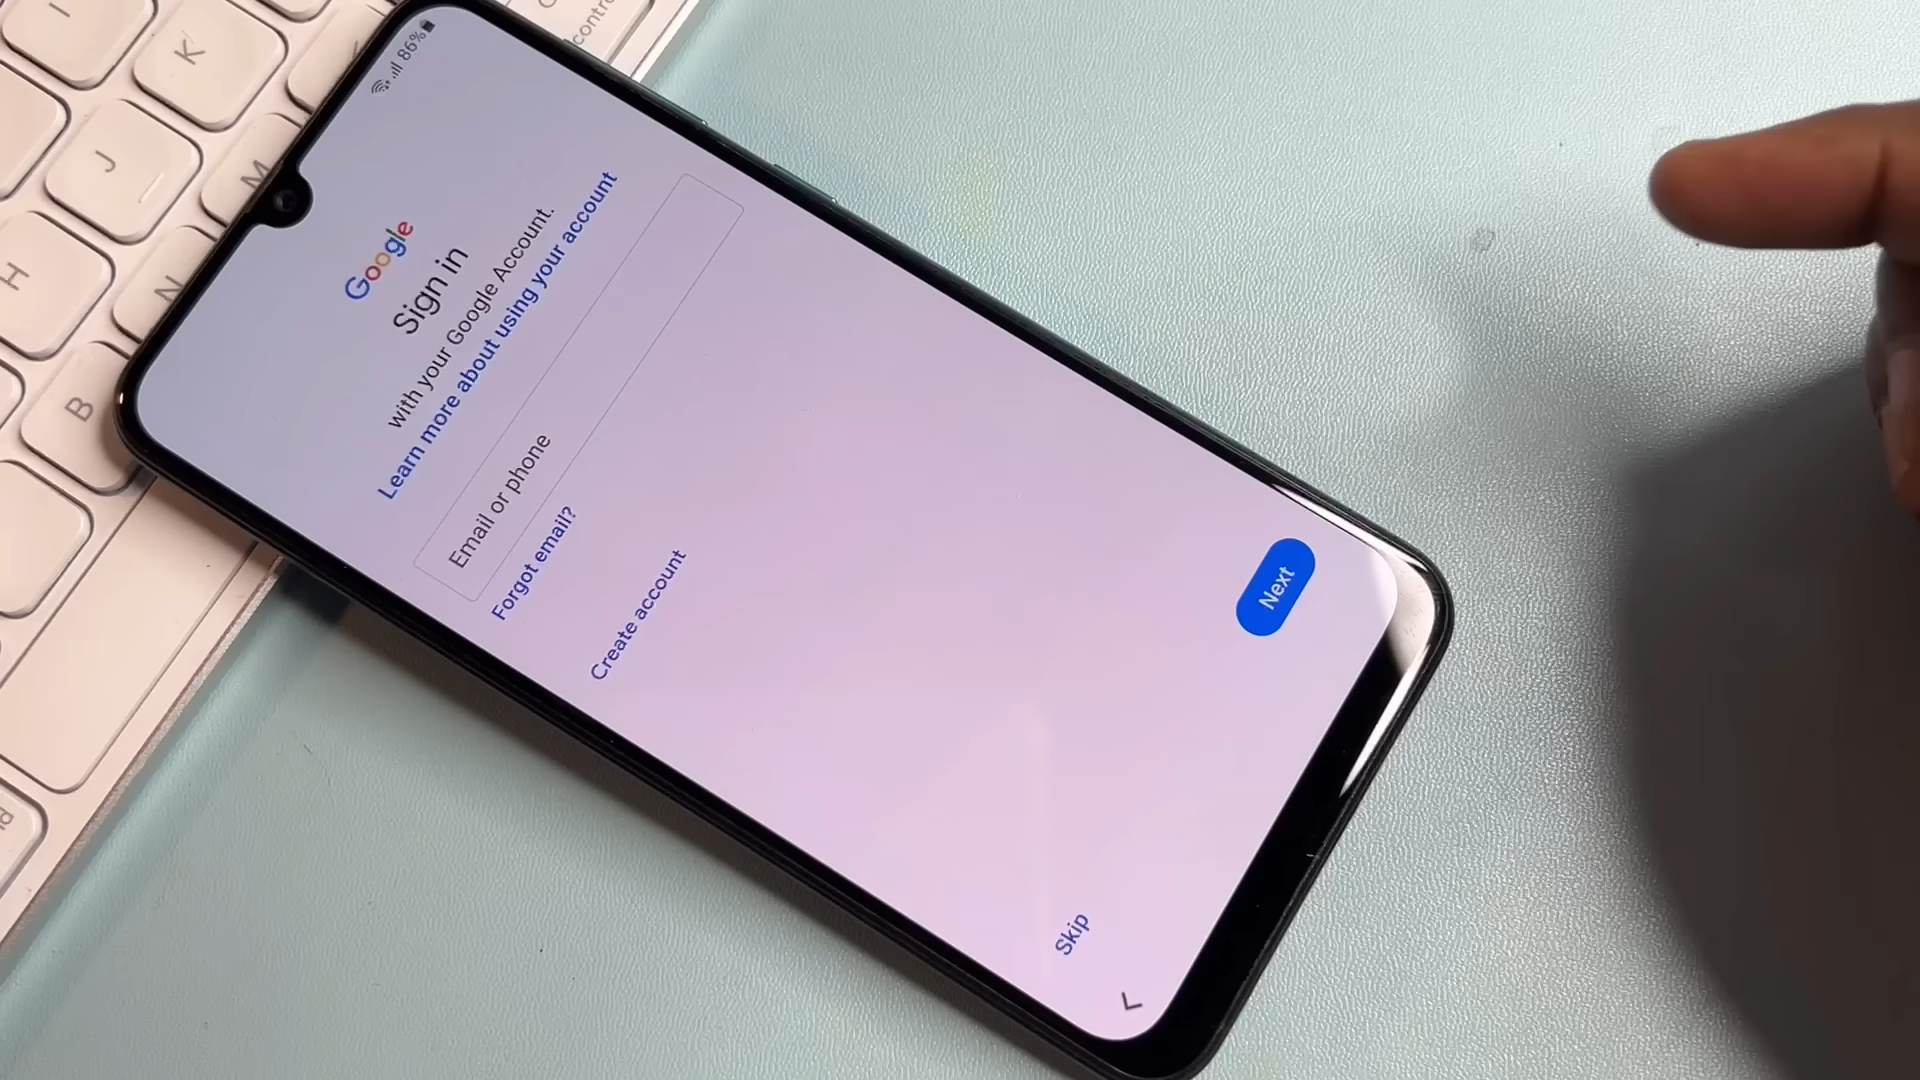 86%
Google
Sign in
with your Google Account.
Learn more about using your account
Email or phone
Forgot email?
Create account
Next
Skip
I
K
J
M
H
N
B
control